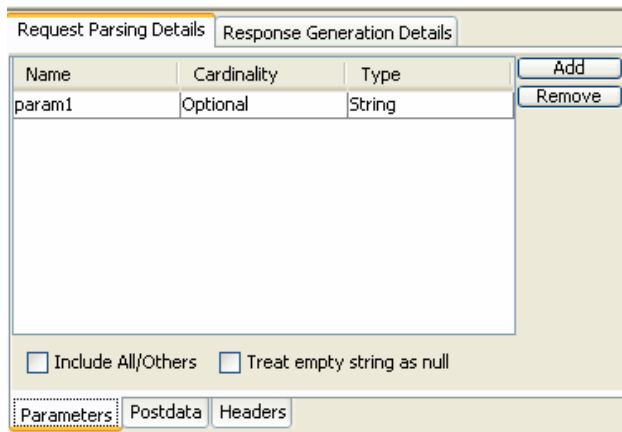 Request Parsing Details Response Generation Details
Name Cardinality Type Add
param1 Optional String Remove
Include All/Others Treat empty string as null
Parameters Postdata Headers